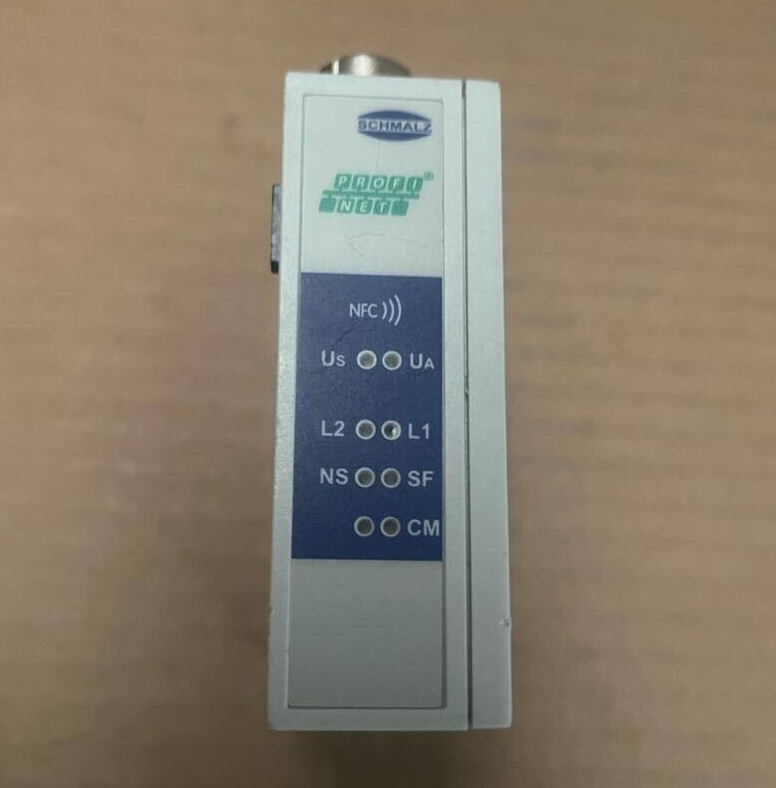 SCHMALZ
PROFI®
NET
NFC
Us UA
L2 L1
NS SF
CM